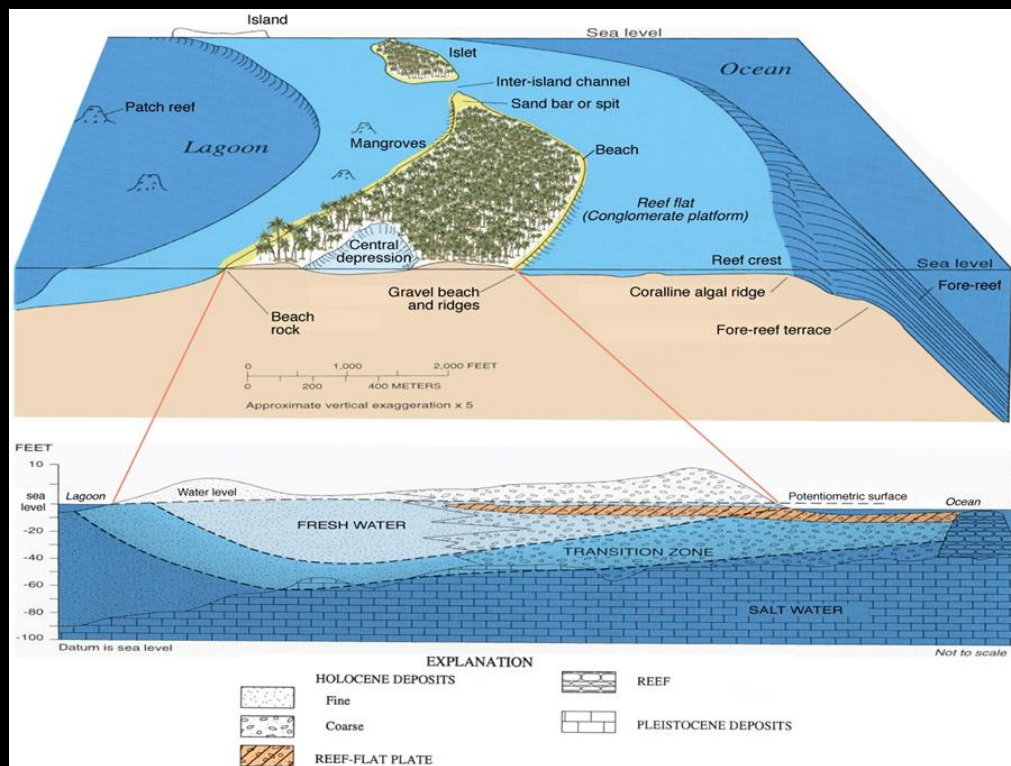 Island
Sea level
Islet
Ocean
Inter-island channel
Sand bar or spit
Patch reef
Lagoon
Mangroves
Beach
Reef flat
(Conglomerate platform)
Central
depression
Reef crest
Sea level
Fore-reef
Gravel beach
and ridges
Coralline algal ridge
Beach
rock
Fore-reef terrace
0 1,000 2,000 FEET
0 200 400 METERS
Approximate vertical exaggeration x 5
FEET
10
sea
level
-20
-40
-60
-80
-100
Lagoon
Water level
Potentiometric surface
Ocean
FRESH WATER
TRANSITION ZONE
SALT WATER
Datum is sea level
Not to scale
EXPLANATION
HOLOCENE DEPOSITS
Fine
Coarse
REEF-FLAT PLATE
REEF
PLEISTOCENE DEPOSITS